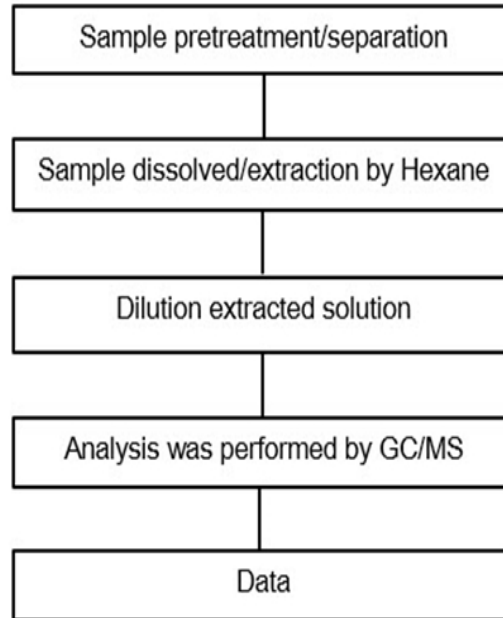 Sample pretreatment/separation
Sample dissolved/extraction by Hexane
Dilution extracted solution
Analysis was performed by GC/MS
Data